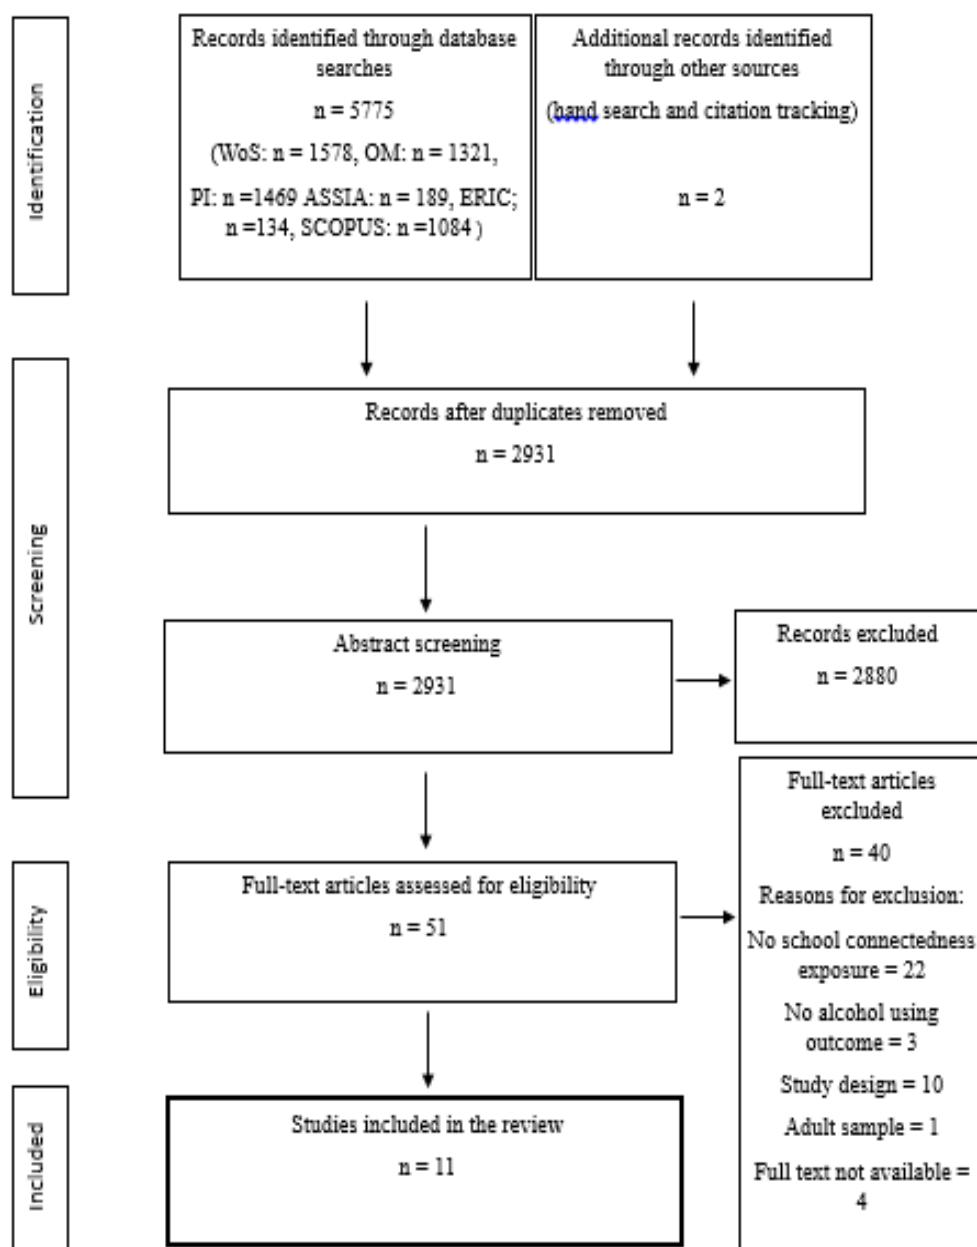 Identification
Records identified through database
searches
n = 5775
(WoS: n = 1578, OM: n = 1321,
PI: n =1469 ASSIA: n = 189, ERIC;
n =134, SCOPUS: n =1084 )
Additional records identified
through other sources
(hand search and citation tracking)
n = 2
Screening
Records after duplicates removed
n = 2931
Abstract screening
n = 2931
Records excluded
n = 2880
Eligibility
Full-text articles assessed for eligibility
n = 51
Full-text articles
excluded
n = 40
Reasons for exclusion:
No school connectedness
exposure = 22
No alcohol using
outcome = 3
Study design = 10
Adult sample = 1
Full text not available =
4
Included
Studies included in the review
n = 11